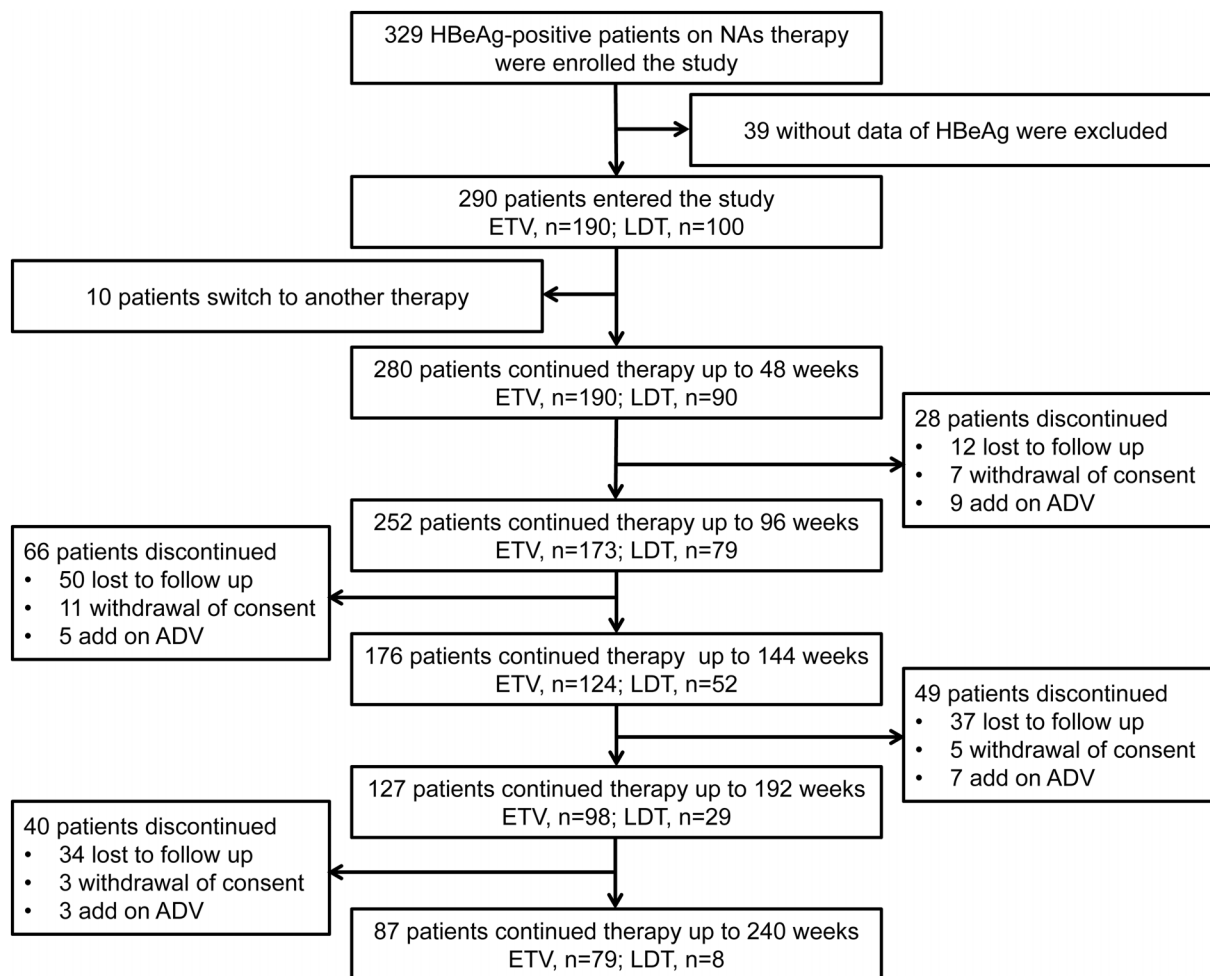 329 HBeAg-positive patients on NAs therapy
were enrolled the study
39 without data of HBeAg were excluded
290 patients entered the study
ETV, n=190; LDT, n=100
10 patients switch to another therapy
280 patients continued therapy up to 48 weeks
ETV, n=190; LDT, n=90
28 patients discontinued
• 12 lost to follow up
• 7 withdrawal of consent
• 9 add on ADV
252 patients continued therapy up to 96 weeks
ETV, n=173; LDT, n=79
66 patients discontinued
• 50 lost to follow up
• 11 withdrawal of consent
• 5 add on ADV
176 patients continued therapy up to 144 weeks
ETV, n=124; LDT, n=52
49 patients discontinued
• 37 lost to follow up
• 5 withdrawal of consent
• 7 add on ADV
127 patients continued therapy up to 192 weeks
ETV, n=98; LDT, n=29
40 patients discontinued
• 34 lost to follow up
• 3 withdrawal of consent
• 3 add on ADV
87 patients continued therapy up to 240 weeks
ETV, n=79; LDT, n=8